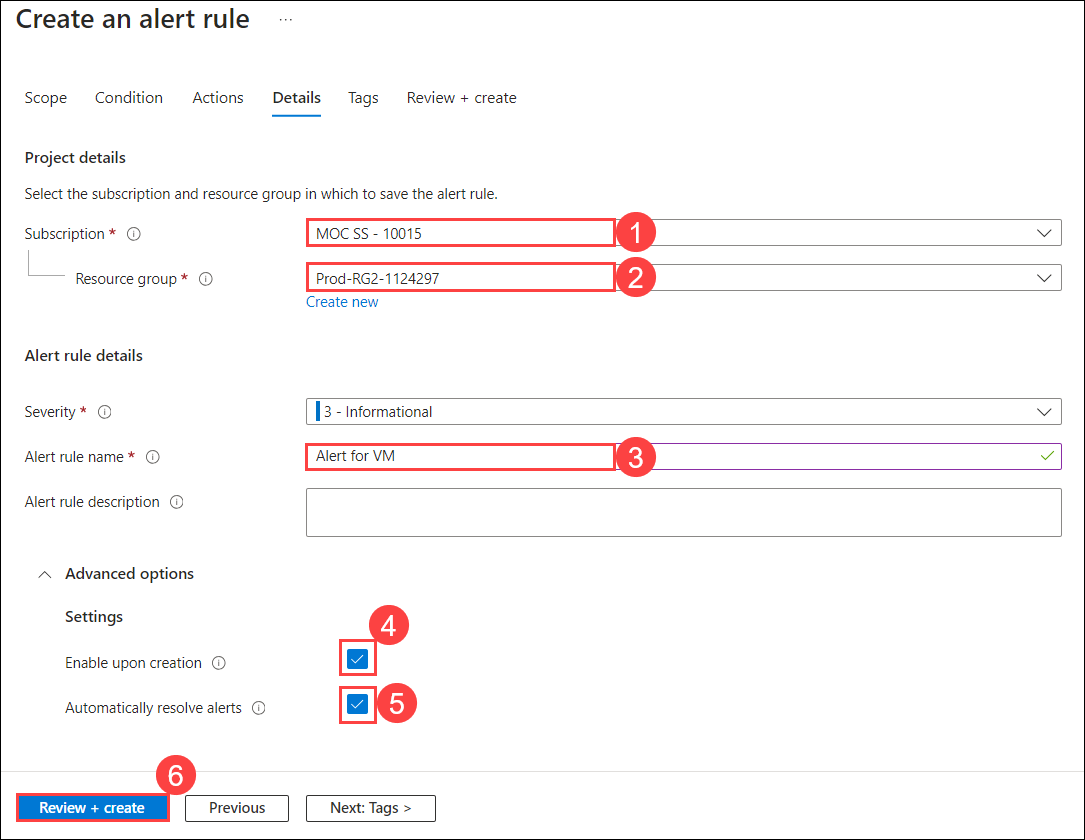 Create an alert rule ...
Scope Condition Actions Details Tags Review + create
Project details
Select the subscription and resource group in which to save the alert rule.
Subscription * MOC SS - 10015 1
Resource group * Prod-RG2-1124297 2
Create new
Alert rule details
Severity * 3 - Informational
Alert rule name * Alert for VM 3
Alert rule description
Advanced options
Settings
4
Enable upon creation
Automatically resolve alerts 5
6
Review + create Previous Next: Tags >